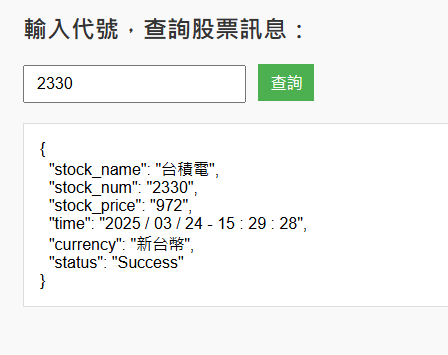 輸入代號，查詢股票訊息：
2330
查詢
{
"stock_name": "台積電",
"stock_num": "2330",
"stock_price": "972",
"time": "2025 / 03 / 24 - 15 : 29 : 28",
"currency": "新台幣",
"status": "Success"
}